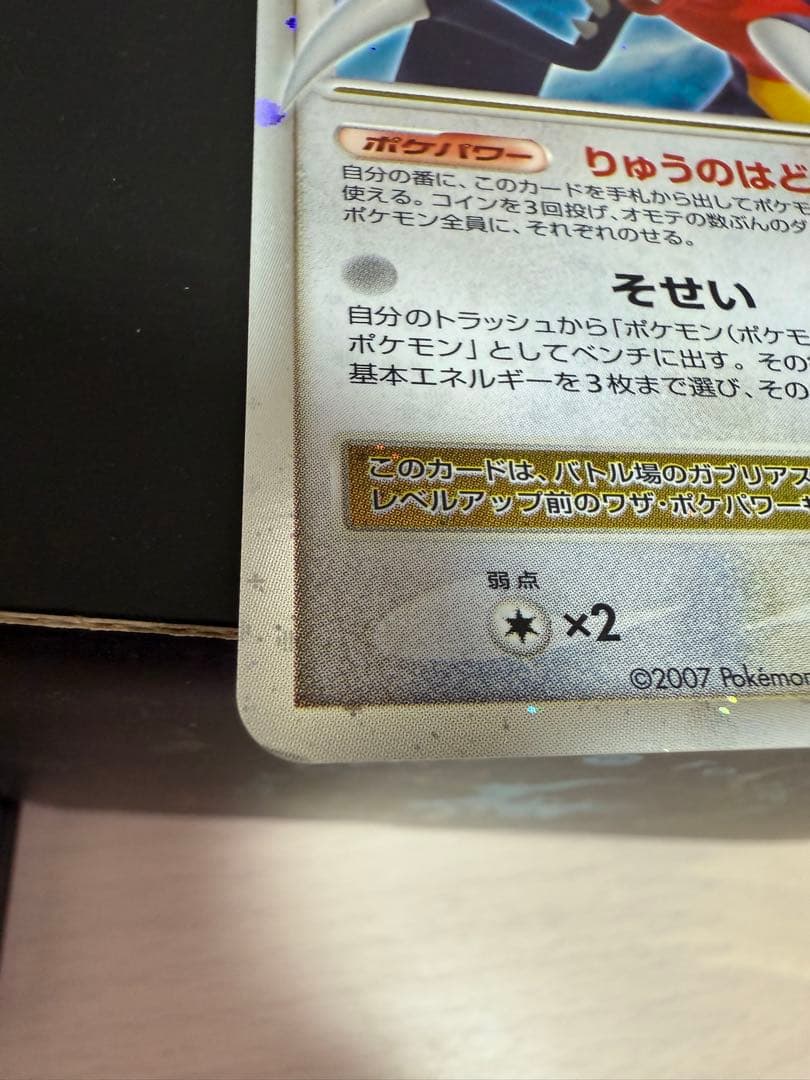 ポケパワー りゅうのはど
自分の番に、このカードを手札から出してポケモ
使える。コインを3回投げ、オモテの数ぶんのダ
ポケモン全員に、それぞれのせる。
そせい
自分のトラッシュから「ポケモン(ポケモ
ポケモン」としてベンチに出す。その
基本エネルギーを3枚まで選び、その
このカードは、バトル場のガブリアス
レベルアップ前のワザ・ポケパワー
弱点
×2
©2007 Pokémon